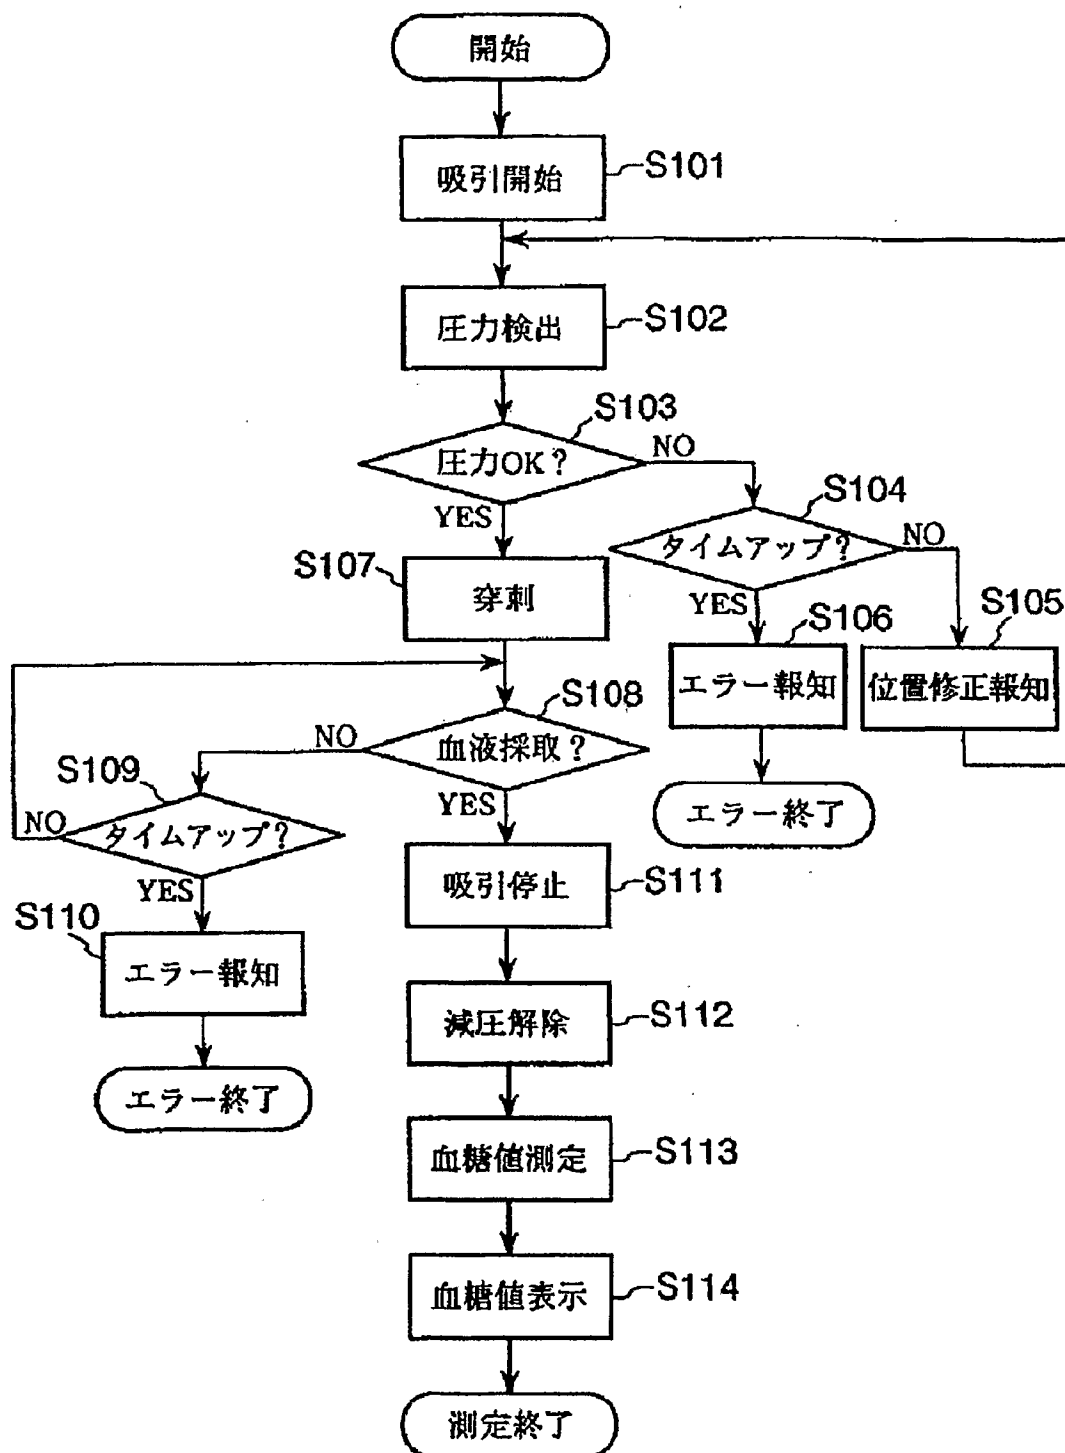 開始
吸引開始
S101
圧力検出
S102
S103
圧力OK?
NO
YES
S104
タイムアップ?
NO
YES
S107
穿刺
S106
エラー報知
S105
位置修正報知
エラー終了
S108
血液採取?
NO
YES
S109
タイムアップ?
NO
YES
S110
エラー報知
エラー終了
吸引停止
S111
減圧解除
S112
血糖値測定
S113
血糖値表示
S114
測定終了